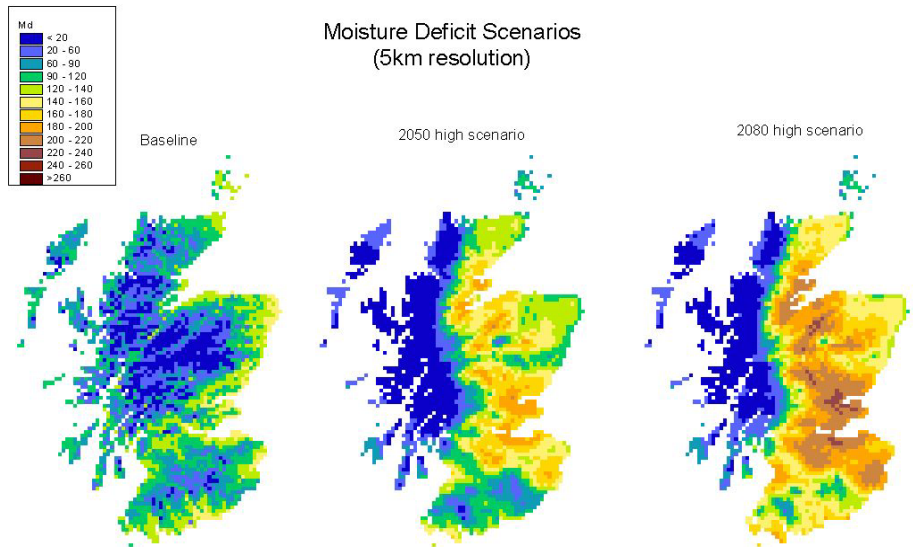 Moisture Deficit Scenarios
(5km resolution)
Md
< 20
20 - 60
60 - 90
90 - 120
120 - 140
140 - 160
160 - 180
180 - 200
200 - 220
220 - 240
240 - 260
>260
Baseline
2050 high scenario
2080 high scenario